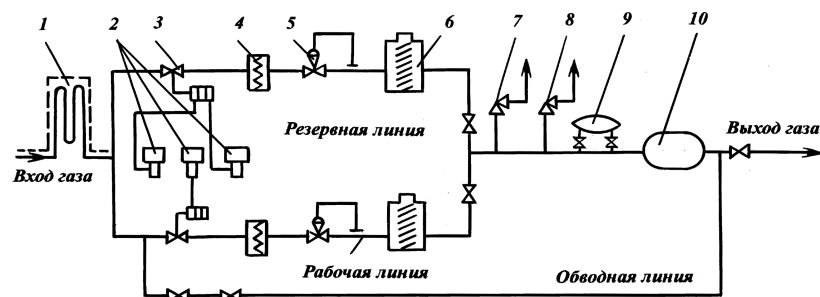 1 2 3 4 5 6 7 8 9 10
Резервная линия
Выход газа
Вход газа
Рабочая линия
Обводная линия